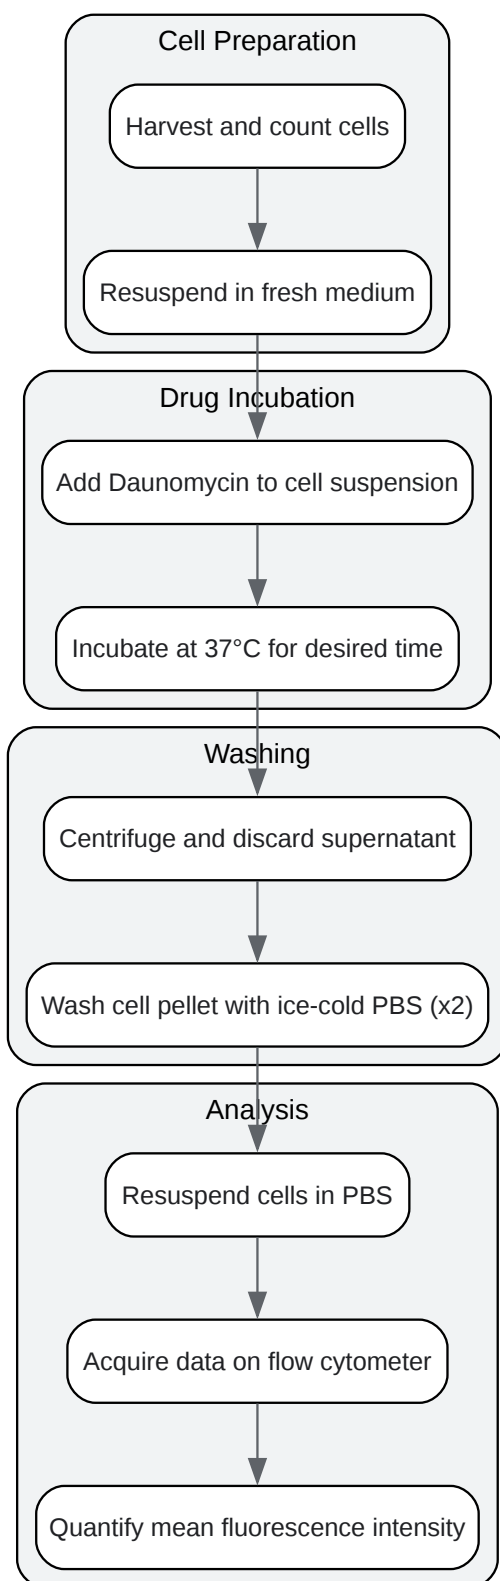 Cell Preparation
Harvest and count cells
Resuspend in fresh medium
Drug Incubation
Add Daunomycin to cell suspension
Incubate at 37°C for desired time
Washing
Centrifuge and discard supernatant
Wash cell pellet with ice-cold PBS (x2)
Analysis
Resuspend cells in PBS
Acquire data on flow cytometer
Quantify mean fluorescence intensity